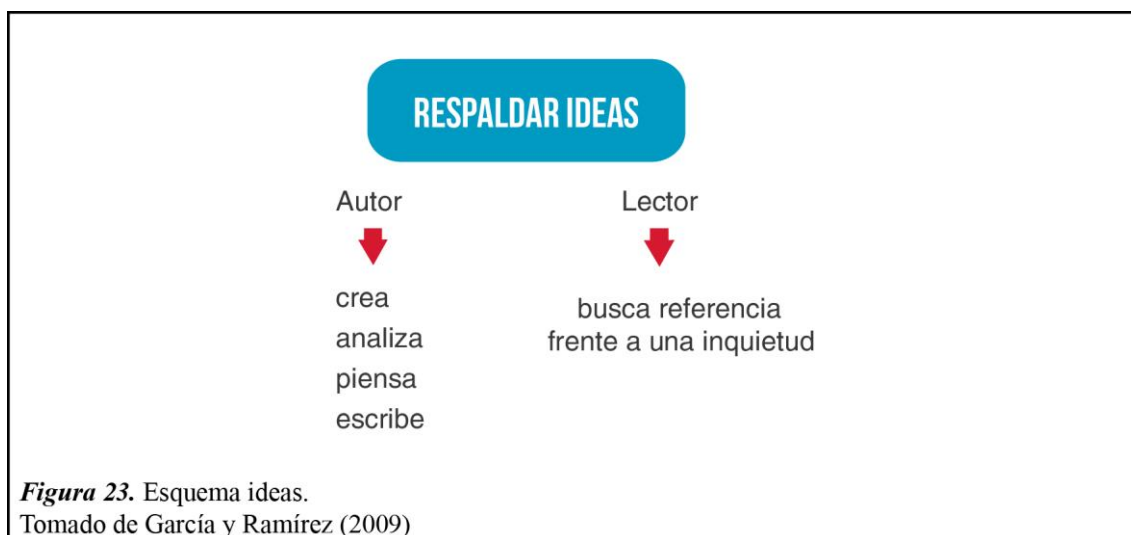 RESPALDAR IDEAS
Autor
crea
analiza
piensa
escribe
Lector
busca referencia
frente a una inquietud
Figura 23. Esquema ideas.
Tomado de García y Ramírez (2009)